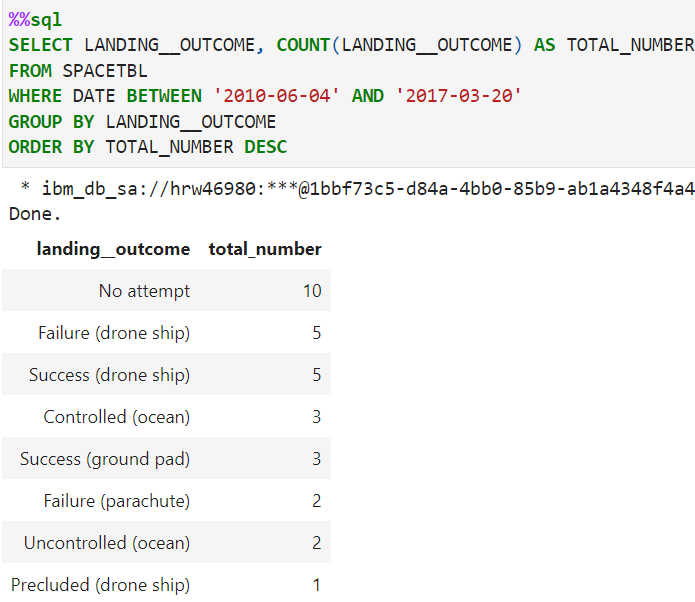 %%sql
SELECT LANDING__OUTCOME, COUNT(LANDING__OUTCOME) AS TOTAL_NUMBER
FROM SPACETBL
WHERE DATE BETWEEN '2010-06-04' AND '2017-03-20'
GROUP BY LANDING__OUTCOME
ORDER BY TOTAL_NUMBER DESC
* ibm_db_sa://hrw46980:***@1bbf73c5-d84a-4bb0-85b9-ab1a4348f4a4
Done.
landing__outcome total_number
No attempt 10
Failure (drone ship) 5
Success (drone ship) 5
Controlled (ocean) 3
Success (ground pad) 3
Failure (parachute) 2
Uncontrolled (ocean) 2
Precluded (drone ship) 1